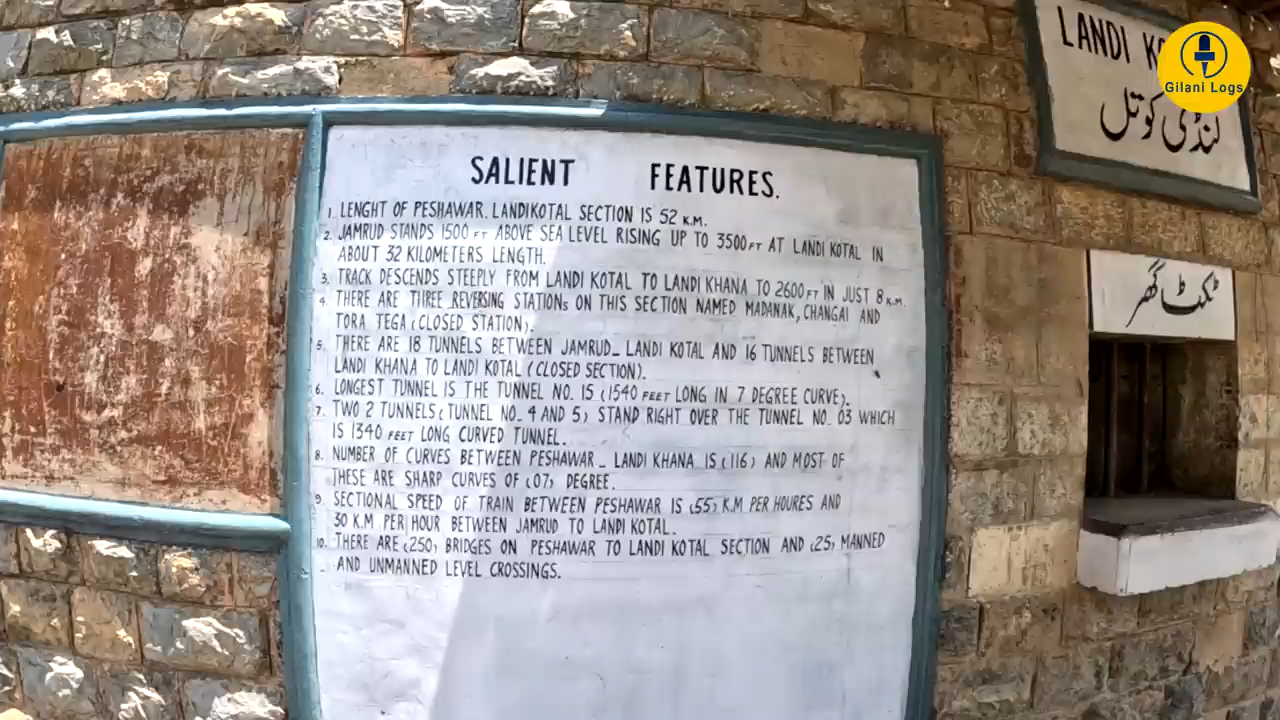 SALIENT FEATURES.
1. LENGHT OF PESHAWAR. LANDIKOTAL SECTION IS 52 K.M.
2. JAMRUD STANDS 1500 FT ABOVE SEA LEVEL RISING UP TO 3500 FT AT LANDI KOTAL IN
ABOUT 32 KILOMETERS LENGTH.
3. TRACK DESCENDS STEEPLY FROM LANDI KOTAL TO LANDI KHANA TO 2600 FT IN JUST 8 K.M.
4. THERE ARE THREE REVERSING STATIONs ON THIS SECTION NAMED MADANAK, CHANGAI AND
TORA TEGA (CLOSED STATION).
5. THERE ARE 18 TUNNELS BETWEEN JAMRUD_ LANDI KOTAL AND 16 TUNNELS BETWEEN
LANDI KHANA TO LANDI KOTAL (CLOSED SECTION).
6. LONGEST TUNNEL IS THE TUNNEL NO. 15 (1540 FEET LONG IN 7 DEGREE CURVE).
7. TWO 2 TUNNELS (TUNNEL NO. 4 AND 5) STAND RIGHT OVER THE TUNNEL NO. 03 WHICH
IS 1340 FEET LONG CURVED TUNNEL.
8. NUMBER OF CURVES BETWEEN PESHAWAR _ LANDI KHANA IS (116) AND MOST OF
THESE ARE SHARP CURVES OF (07) DEGREE.
9. SECTIONAL SPEED OF TRAIN BETWEEN PESHAWAR IS (55) K.M PER HOURES AND
30 K.M PER HOUR BETWEEN JAMRUD TO LANDI KOTAL.
10. THERE ARE (250) BRIDGES ON PESHAWAR TO LANDI KOTAL SECTION AND (25) MANNED
AND UNMANNED LEVEL CROSSINGS.
LANDI
لنڈی کوتل
ٹکٹ گھر
Gilani Logs